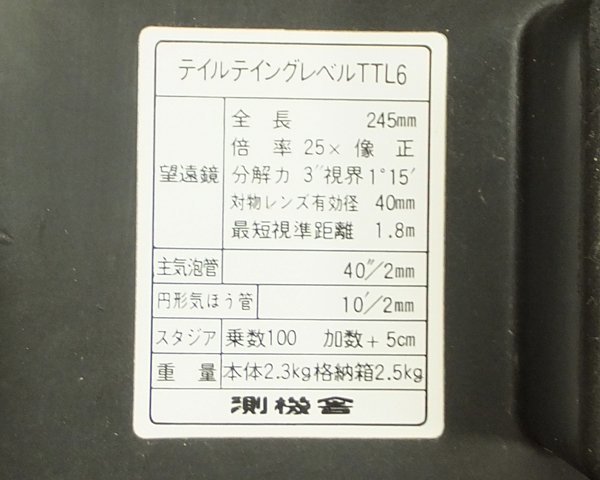 テイルテイングレベルTTL6
望遠鏡
全長 245mm
倍率 25× 像正
分解力 3″視界1°15′
対物レンズ有効径 40mm
最短視準距離 1.8m
主気泡管 40″/2mm
円形気ほう管 10′/2mm
スタジア 乗数100 加数+5cm
重量 本体2.3kg格納箱2.5kg
測機舎